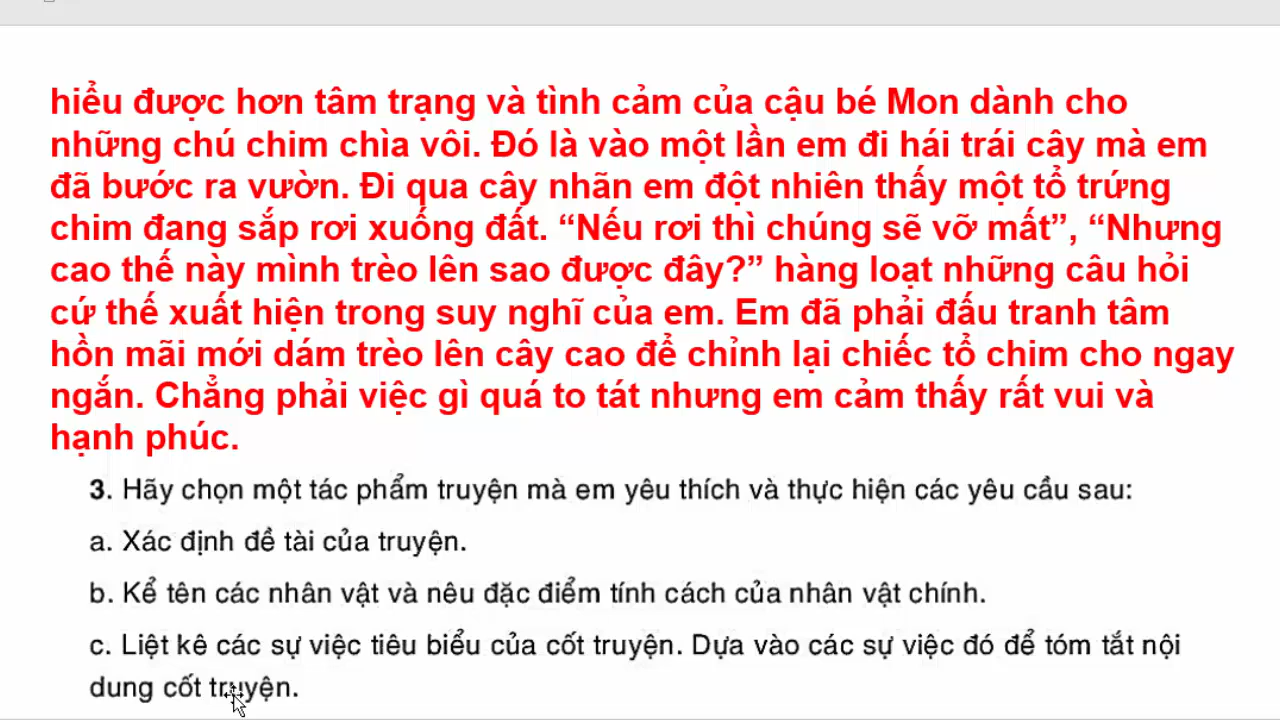 hiểu được hơn tâm trạng và tình cảm của cậu bé Mon dành cho
những chú chim chìa vôi. Đó là vào một lần em đi hái trái cây mà em
đã bước ra vườn. Đi qua cây nhãn em đột nhiên thấy một tổ trứng
chim đang sắp rơi xuống đất. “Nếu rơi thì chúng sẽ vỡ mất”, “Nhưng
cao thế này mình trèo lên sao được đây?” hàng loạt những câu hỏi
cứ thế xuất hiện trong suy nghĩ của em. Em đã phải đấu tranh tâm
hồn mãi mới dám trèo lên cây cao để chỉnh lại chiếc tổ chim cho ngay
ngắn. Chẳng phải việc gì quá to tát nhưng em cảm thấy rất vui và
hạnh phúc.
3. Hãy chọn một tác phẩm truyện mà em yêu thích và thực hiện các yêu cầu sau:
a. Xác định đề tài của truyện.
b. Kể tên các nhân vật và nêu đặc điểm tính cách của nhân vật chính.
c. Liệt kê các sự việc tiêu biểu của cốt truyện. Dựa vào các sự việc đó để tóm tắt nội
dung cốt truyện.